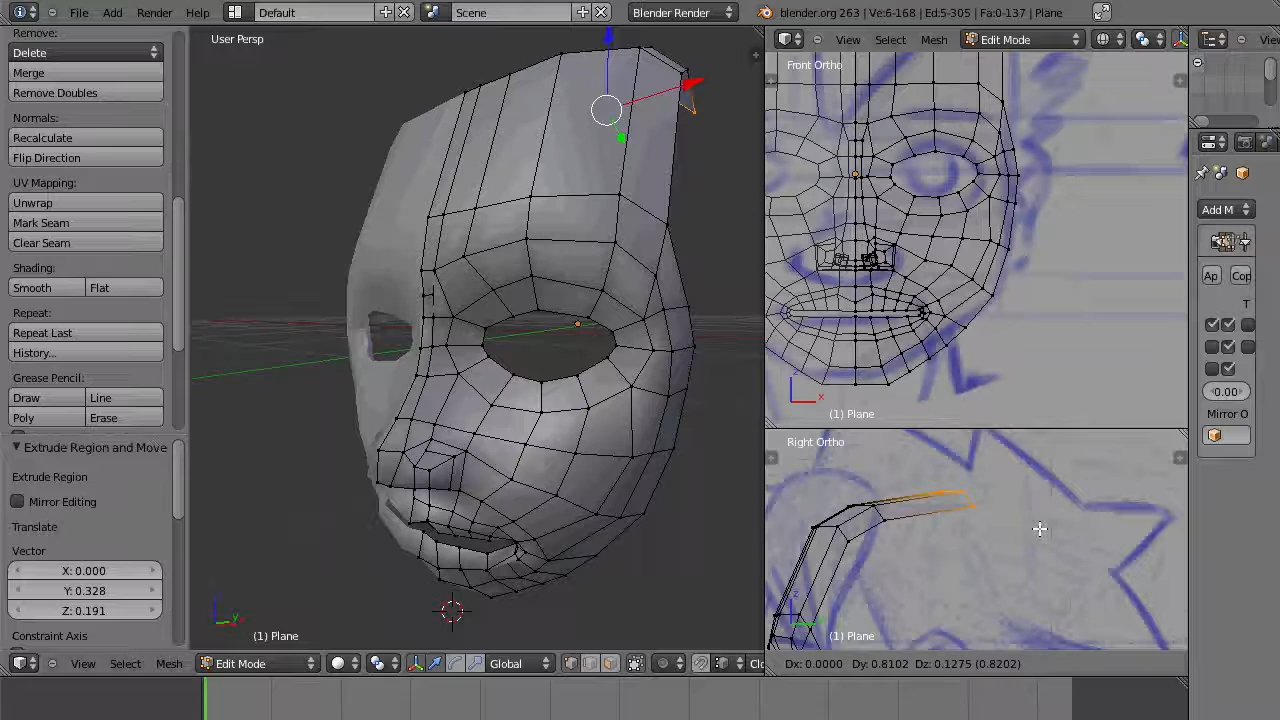 File Add Render Help Default Scene Blender Render blender.org 263 | Ve:6-168 | Ed:5-305 | Fa:0-137 | Plane
Remove:
Delete
Merge
Remove Doubles
Normals:
Recalculate
Flip Direction
UV Mapping:
Unwrap
Mark Seam
Clear Seam
Shading:
Smooth Flat
Repeat:
Repeat Last
History...
Grease Pencil:
Draw Line
Poly Erase
Extrude Region and Move
Extrude Region
Mirror Editing
Translate
Vector
X: 0.000
Y: 0.328
Z: 0.191
Constraint Axis
User Persp
(1) Plane
View Select Mesh Edit Mode Global Clo
View Select Mesh Edit Mode
Front Ortho
z
x
(1) Plane
Right Ortho
z
(1) Plane
Dx: 0.0000 Dy: 0.8102 Dz: 0.1275 (0.8202)
View
Add M
Ap Cop
T
0.00
Mirror O